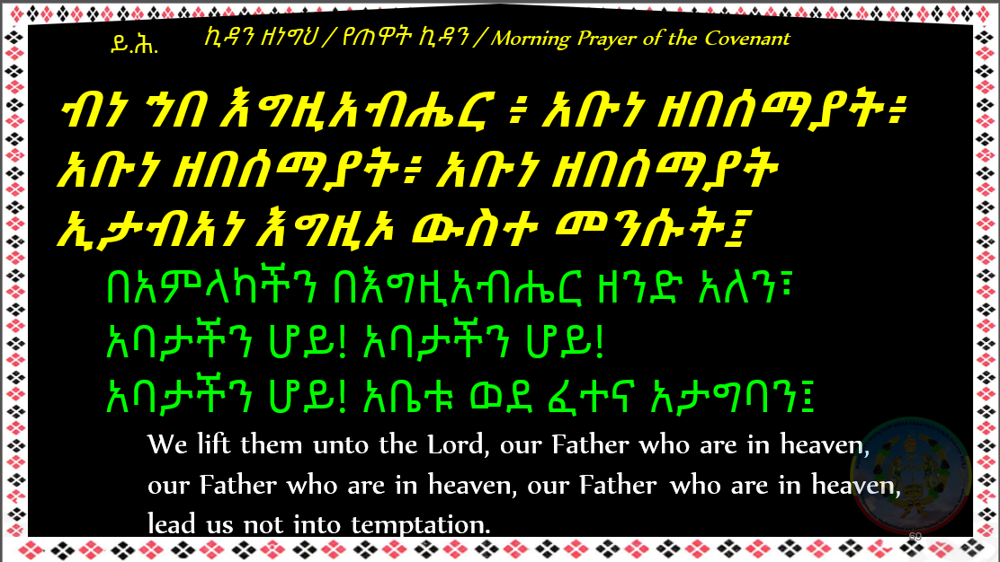 ይ.ሕ.
ኪዳን ዘነግህ / የጠዋት ኪዳን / Morning Prayer of the Covenant
ብነ ኀበ እግዚአብሔር ፥ አቡነ ዘበሰማያት፥
አቡነ ዘበሰማያት፥ አቡነ ዘበሰማያት
ኢታብአነ እግዚኦ ውስተ መንሱት፤
በአምላካችን በእግዚአብሔር ዘንድ አለን፣
አባታችን ሆይ! አባታችን ሆይ!
አባታችን ሆይ! አቤቱ ወደ ፈተና አታግባን፤
We lift them unto the Lord, our Father who are in heaven,
our Father who are in heaven, our Father who are in heaven,
lead us not into temptation.
60